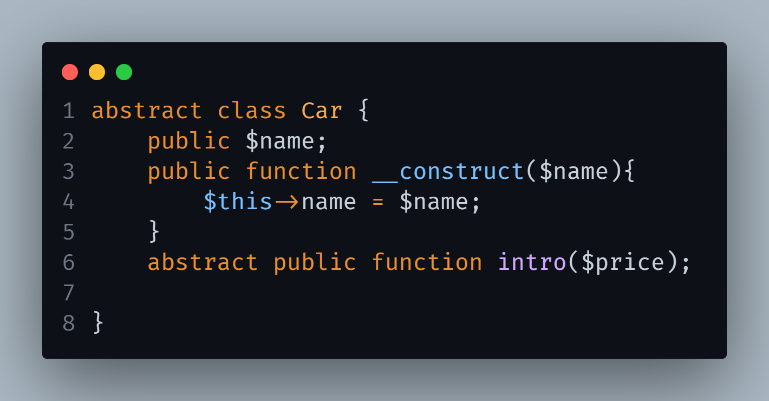 1 abstract class Car {
2     public $name;
3     public function __construct($name){
4         $this->name = $name;
5     }
6     abstract public function intro($price);
7
8 }